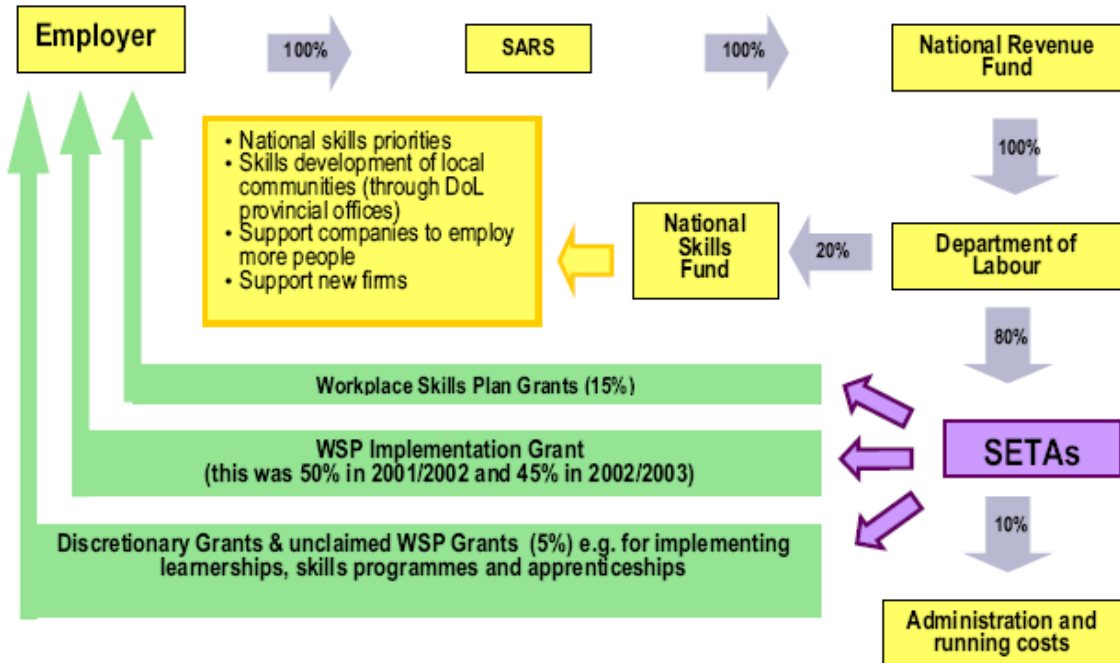 Employer
100%
SARS
100%
National Revenue
Fund
100%
• National skills priorities
• Skills development of local
communities (through DoL
provincial offices)
• Support companies to employ
more people
• Support new firms
National
Skills
Fund
20%
Department of
Labour
80%
Workplace Skills Plan Grants (15%)
WSP Implementation Grant
(this was 50% in 2001/2002 and 45% in 2002/2003)
SETAs
10%
Discretionary Grants & unclaimed WSP Grants (5%) e.g. for implementing
learnerships, skills programmes and apprenticeships
Administration and
running costs